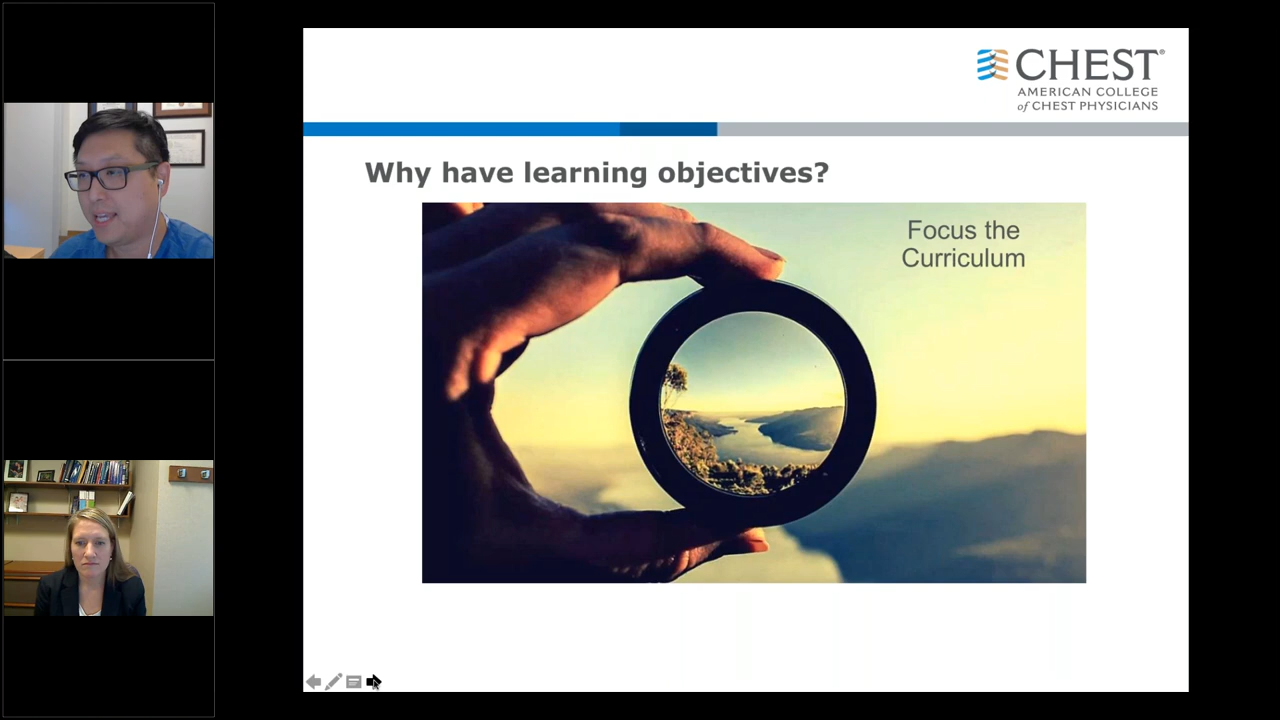 CHEST®
AMERICAN COLLEGE
of CHEST PHYSICIANS
Why have learning objectives?
Focus the
Curriculum